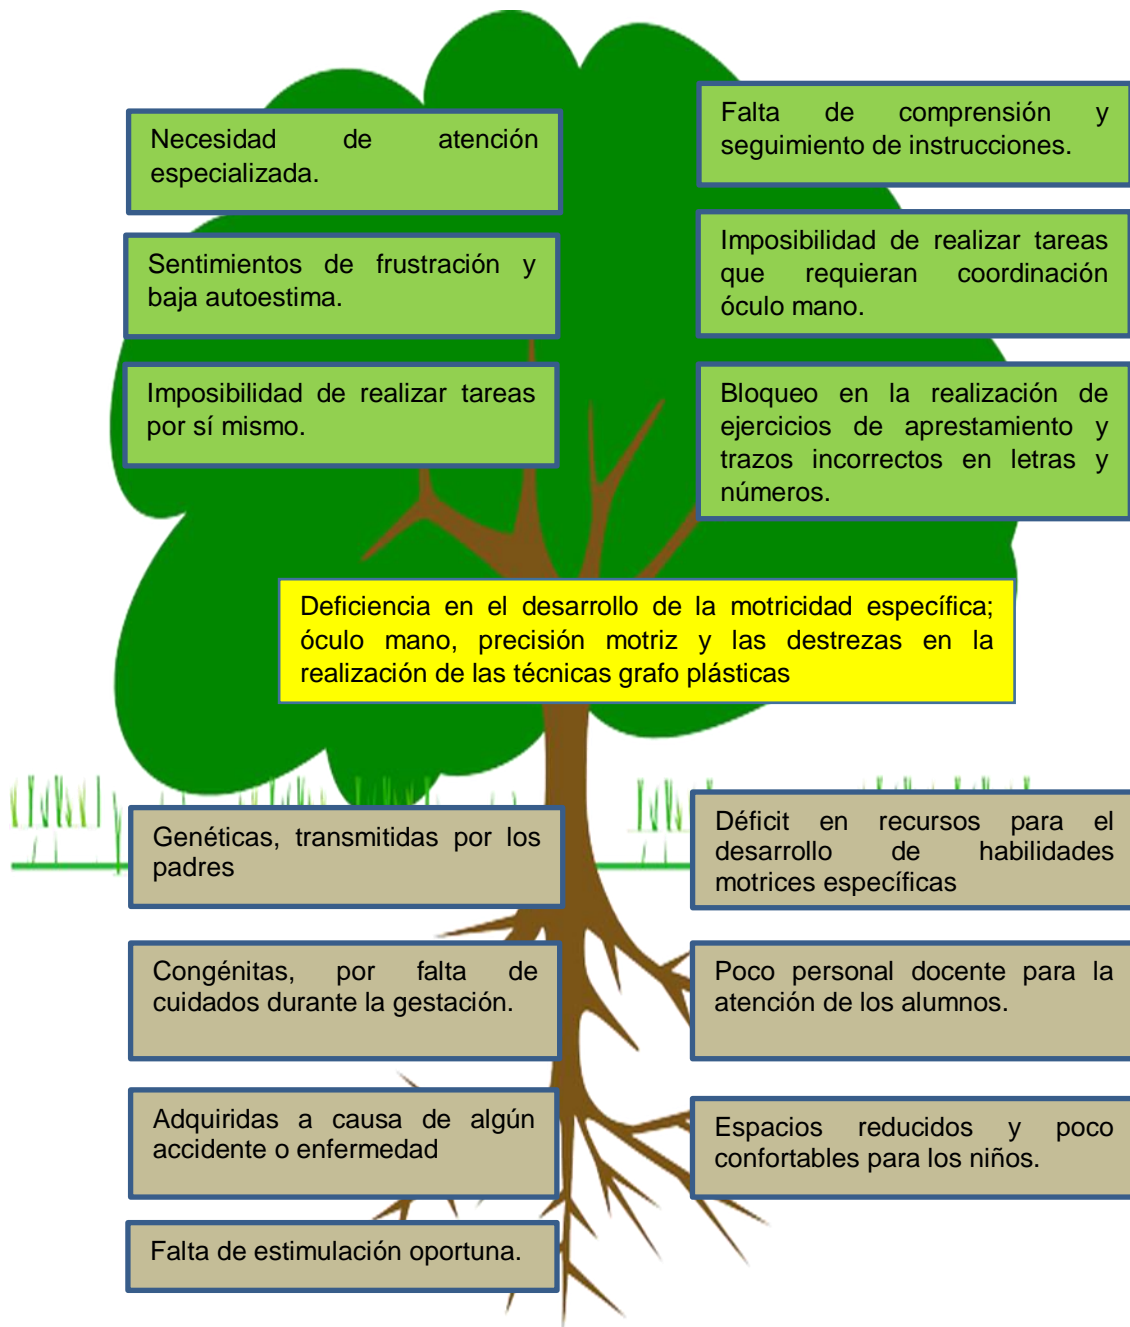 Necesidad de atención
especializada.
Sentimientos de frustración y
baja autoestima.
Imposibilidad de realizar tareas
por sí mismo.
Falta de comprensión y
seguimiento de instrucciones.
Imposibilidad de realizar tareas
que requieran coordinación
óculo mano.
Bloqueo en la realización de
ejercicios de aprestamiento y
trazos incorrectos en letras y
números.
Deficiencia en el desarrollo de la motricidad específica;
óculo mano, precisión motriz y las destrezas en la
realización de las técnicas grafo plásticas
Genéticas, transmitidas por los
padres
Congénitas, por falta de
cuidados durante la gestación.
Adquiridas a causa de algún
accidente o enfermedad
Falta de estimulación oportuna.
Déficit en recursos para el
desarrollo de habilidades
motrices específicas
Poco personal docente para la
atención de los alumnos.
Espacios reducidos y poco
confortables para los niños.